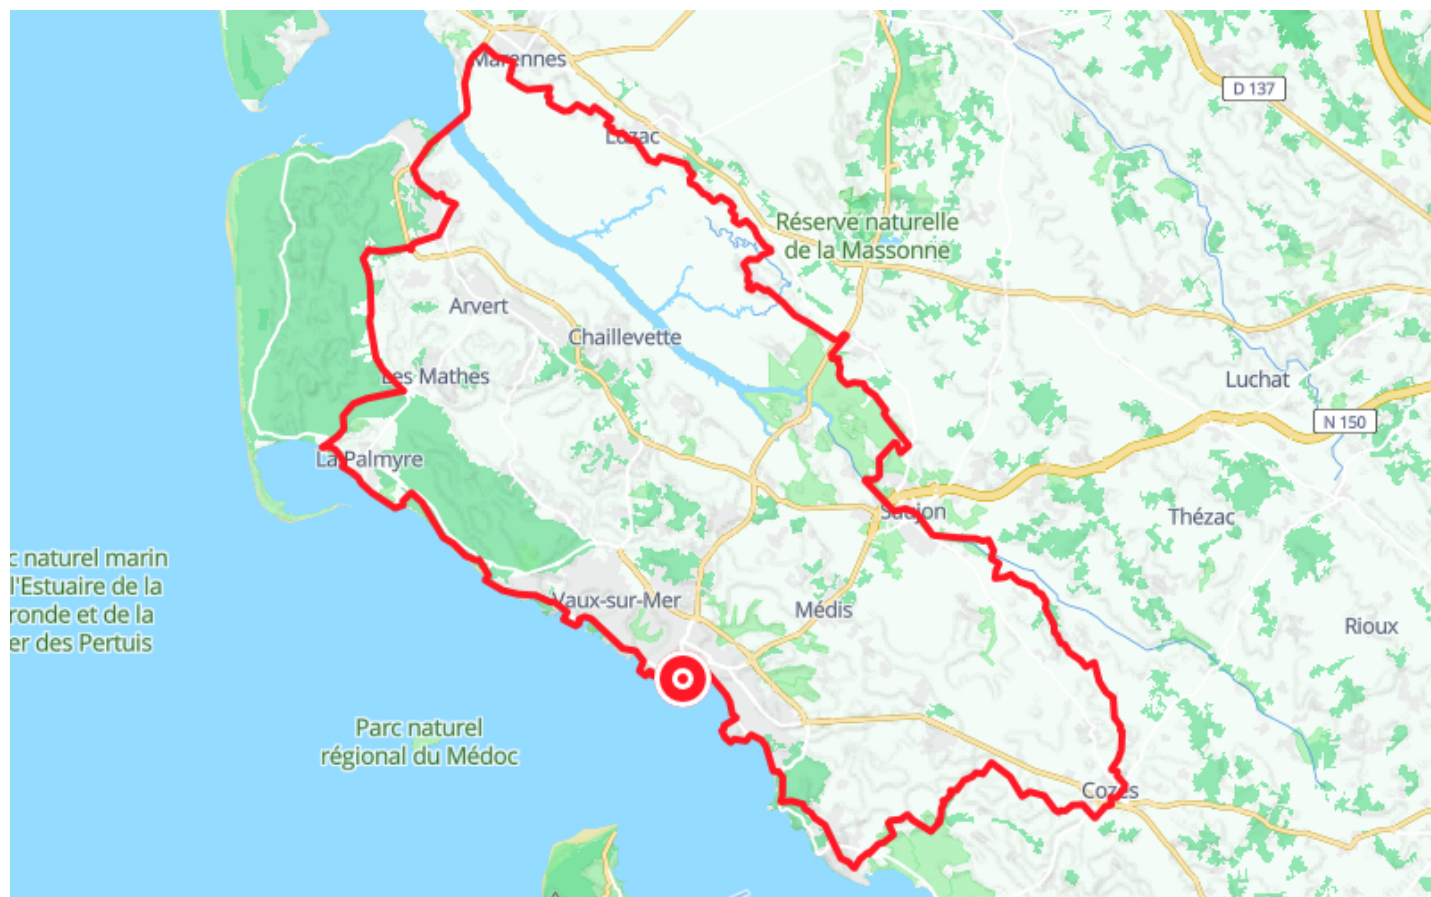 Marennes
D 137
Luzac
Réserve naturelle
de la Massonne
Arvert
Chaillevette
Les Mathes
Luchat
N 150
La Palmyre
Saujon
Thézac
c naturel marin
l'Estuaire de la
ronde et de la
er des Pertuis
Vaux-sur-Mer
Médis
Rioux
Parc naturel
régional du Médoc
Cozes